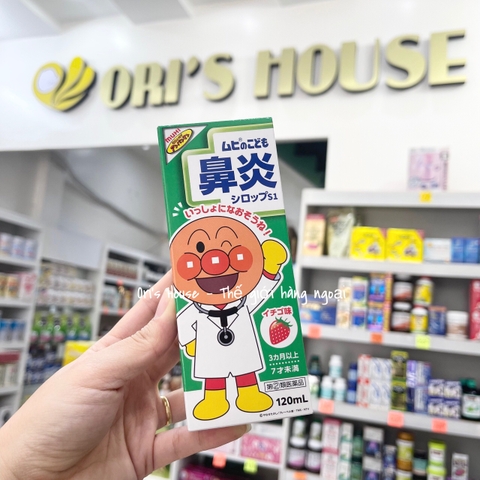 ORI'S HOUSE
muhi
ムヒのこども
鼻炎
シロップS1
いっしょになおそうね!
Ori's House - Thế giới hàng ngoại
イチゴ味
3カ月以上
7才未満
第②類医薬品
120mL